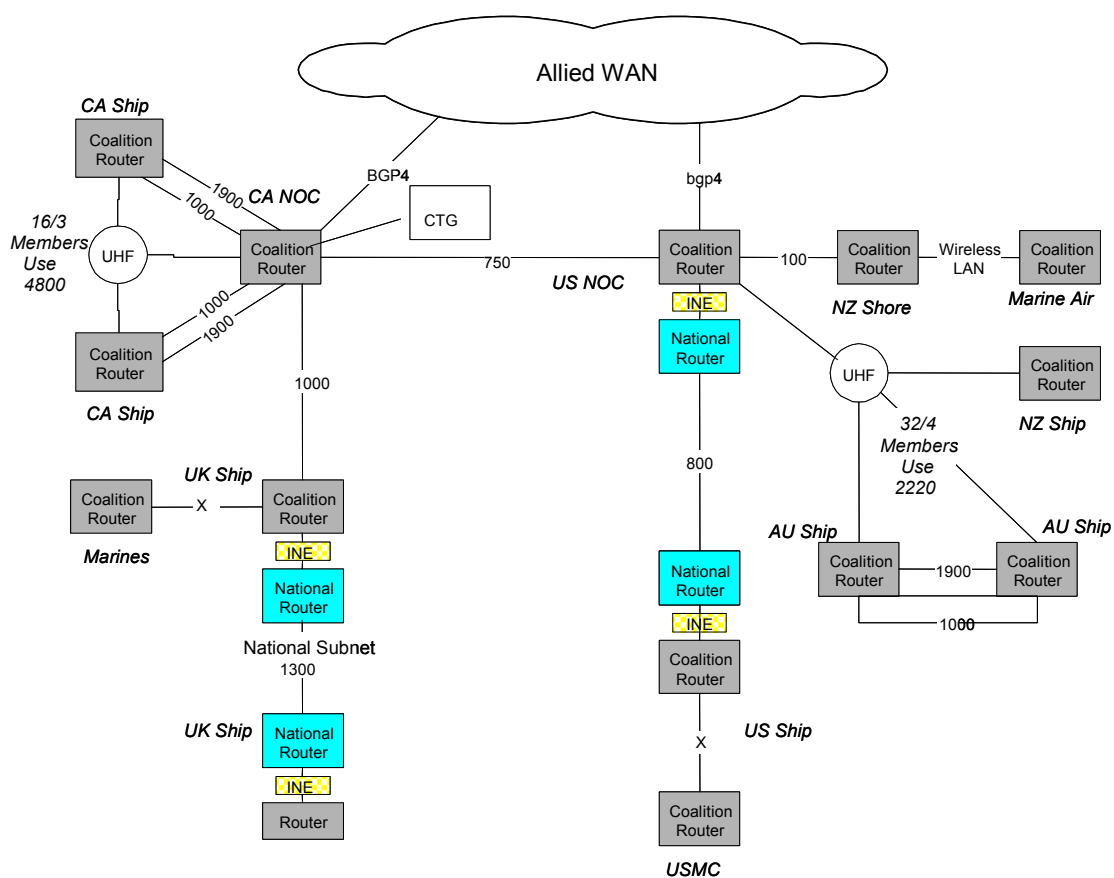 Allied WAN
CA Ship
Coalition
Router
BGP4
bgp4
1900
1000
CA NOC
CTG
16/3
Members
Use
4800
UHF
Coalition
Router
750
US NOC
Coalition
Router
100
Coalition
Router
Wireless
LAN
Coalition
Router
INE
NZ Shore
Marine Air
1000
1900
Coalition
Router
CA Ship
National
Router
UHF
Coalition
Router
NZ Ship
1000
32/4
Members
Use
2220
800
UK Ship
Coalition
Router
X
Coalition
Router
Marines
INE
National
Router
National Subnet
1300
AU Ship
AU Ship
Coalition
Router
1900
Coalition
Router
1000
National
Router
INE
Coalition
Router
UK Ship
National
Router
INE
Router
X
US Ship
Coalition
Router
USMC